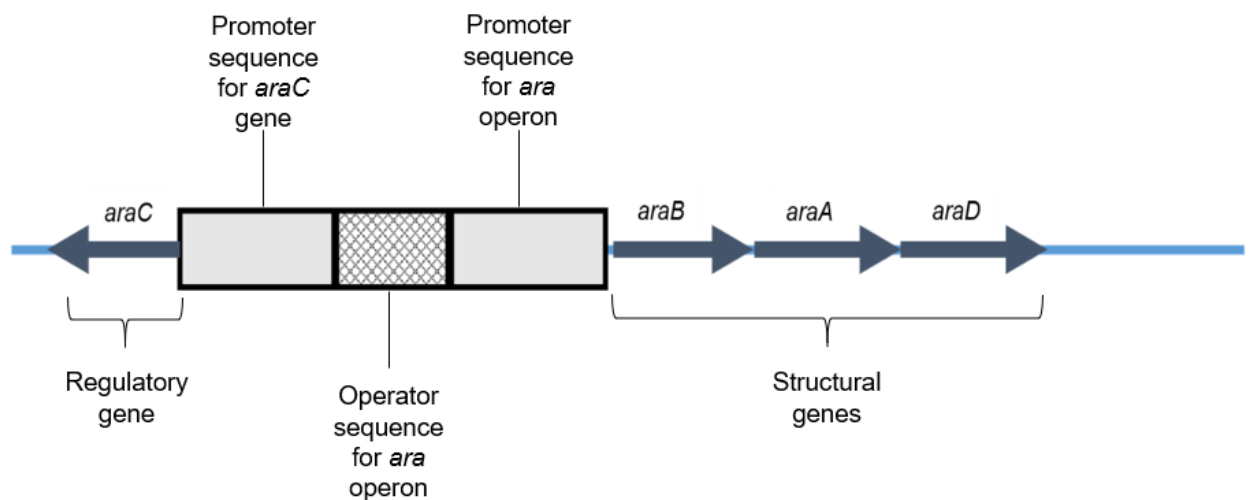 Promoter
sequence
for araC
gene
Promoter
sequence
for ara
operon
araC
araB
araA
araD
Regulatory
gene
Operator
sequence
for ara
operon
Structural
genes